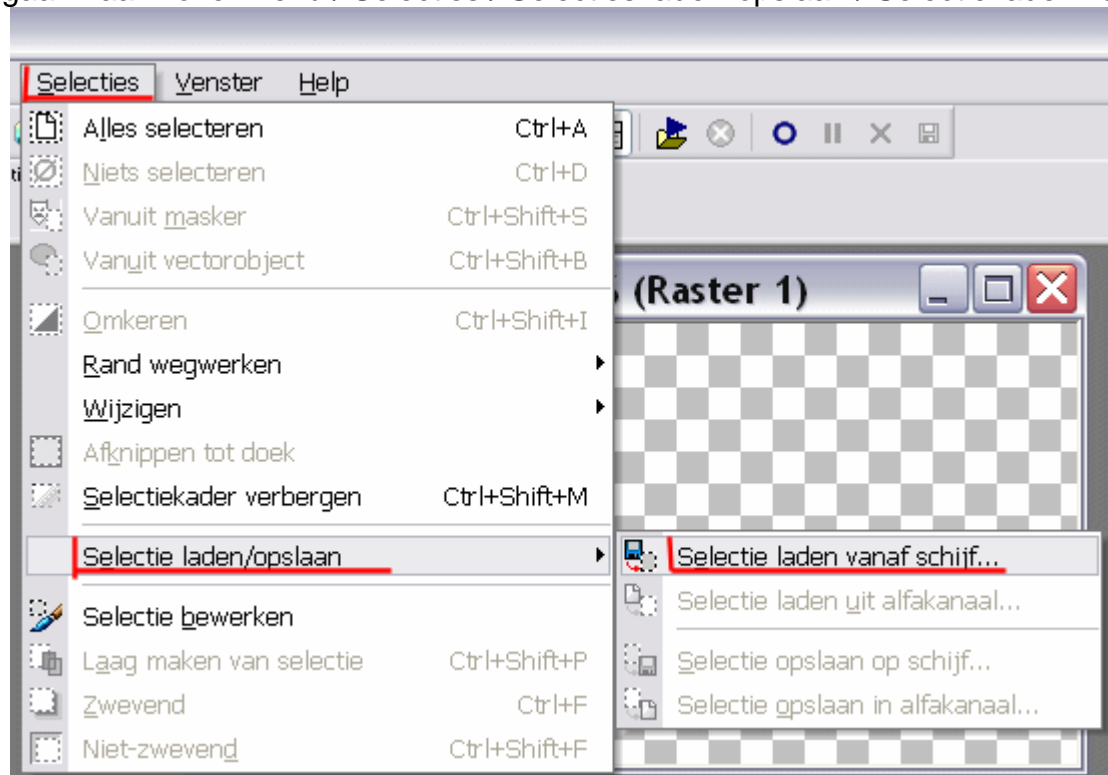 Selecties Venster Help
Alles selecteren Ctrl+A
Niets selecteren Ctrl+D
Vanuit masker Ctrl+Shift+S
Vanuit vectorobject Ctrl+Shift+B
(Raster 1)
Omkeren Ctrl+Shift+I
Rand wegwerken
Wijzigen
Afknippen tot doek
Selectiekader verbergen Ctrl+Shift+M
Selectie laden/opslaan
Selectie laden vanaf schijf...
Selectie laden uit alfakanaal...
Selectie bewerken
Laag maken van selectie Ctrl+Shift+P
Selectie opslaan op schijf...
Zwevend Ctrl+F
Selectie opslaan in alfakanaal...
Niet-zwevend Ctrl+Shift+F